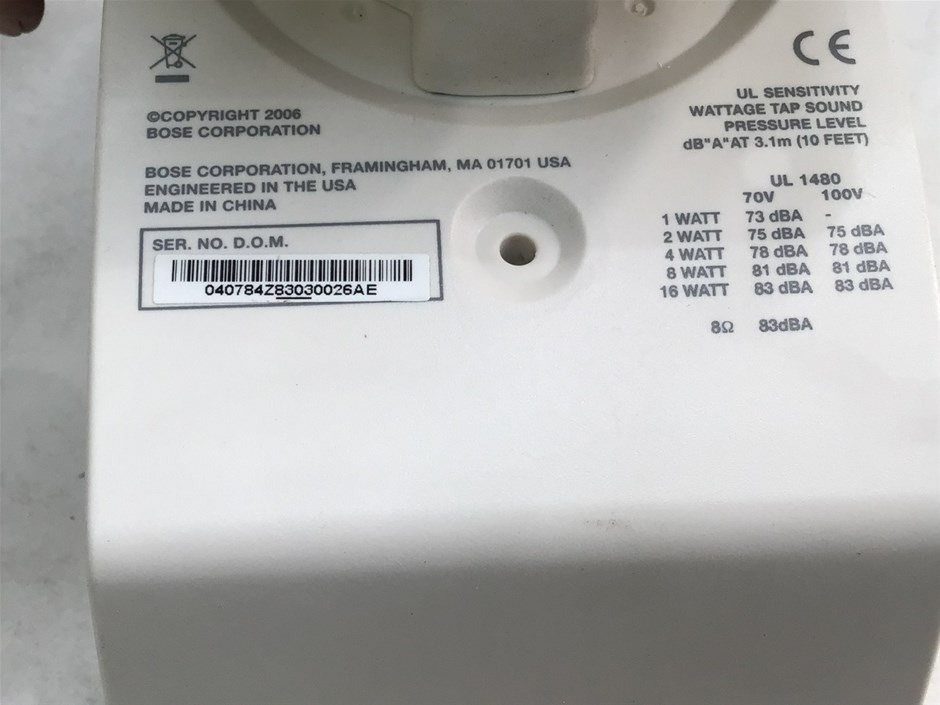 ©COPYRIGHT 2006
BOSE CORPORATION
BOSE CORPORATION, FRAMINGHAM, MA 01701 USA
ENGINEERED IN THE USA
MADE IN CHINA
SER. NO. D.O.M.
040784Z83030026AE
CE
UL SENSITIVITY
WATTAGE TAP SOUND
PRESSURE LEVEL
dB"A"AT 3.1m (10 FEET)
UL 1480
70V 100V
1 WATT 73 dBA -
2 WATT 75 dBA 75 dBA
4 WATT 78 dBA 78 dBA
8 WATT 81 dBA 81 dBA
16 WATT 83 dBA 83 dBA
8Ω 83dBA